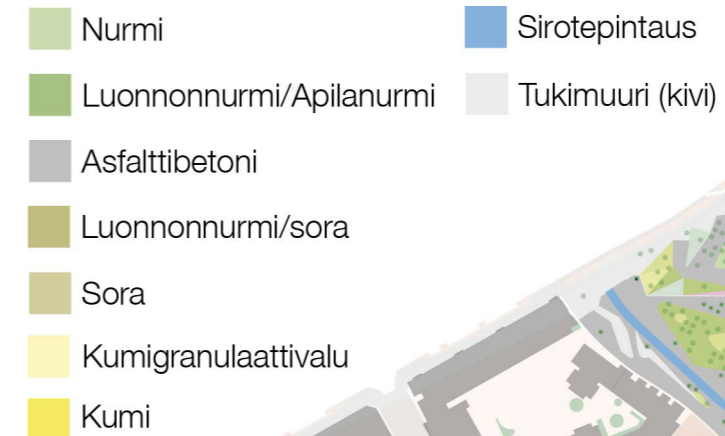 Nurmi
Luonnonnurmi/Apilanurmi
Asfalttibetoni
Luonnonnurmi/sora
Sora
Kumigranulaattivalu
Kumi
Sirotepintaus
Tukimuuri (kivi)